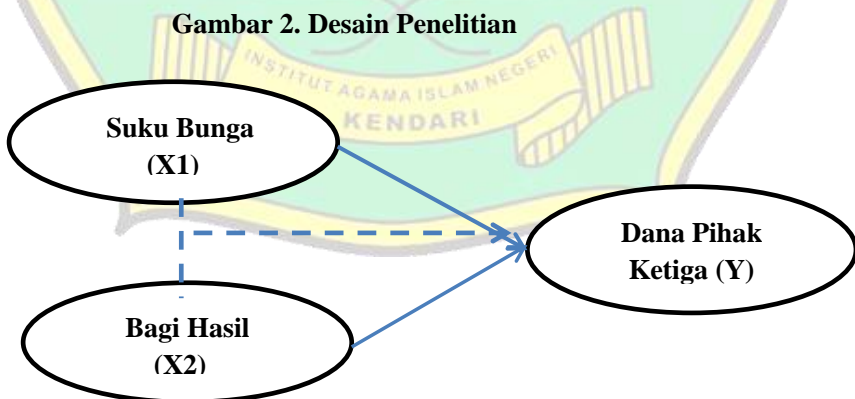 Gambar 2. Desain Penelitian
INSTITUT AGAMA ISLAM NEGERI
KENDARI
Suku Bunga
(X1)
Dana Pihak
Ketiga (Y)
Bagi Hasil
(X2)